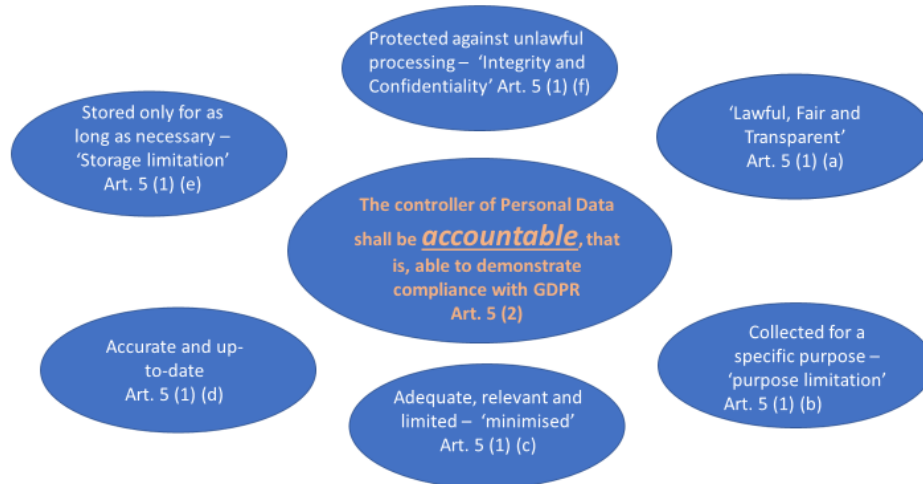 Protected against unlawful
processing – 'Integrity and
Confidentiality' Art. 5 (1) (f)
Stored only for as
long as necessary –
'Storage limitation'
Art. 5 (1) (e)
'Lawful, Fair and
Transparent'
Art. 5 (1) (a)
The controller of Personal Data
shall be accountable, that
is, able to demonstrate
compliance with GDPR
Art. 5 (2)
Accurate and up-
to-date
Art. 5 (1) (d)
Adequate, relevant and
limited – 'minimised'
Art. 5 (1) (c)
Collected for a
specific purpose –
'purpose limitation'
Art. 5 (1) (b)